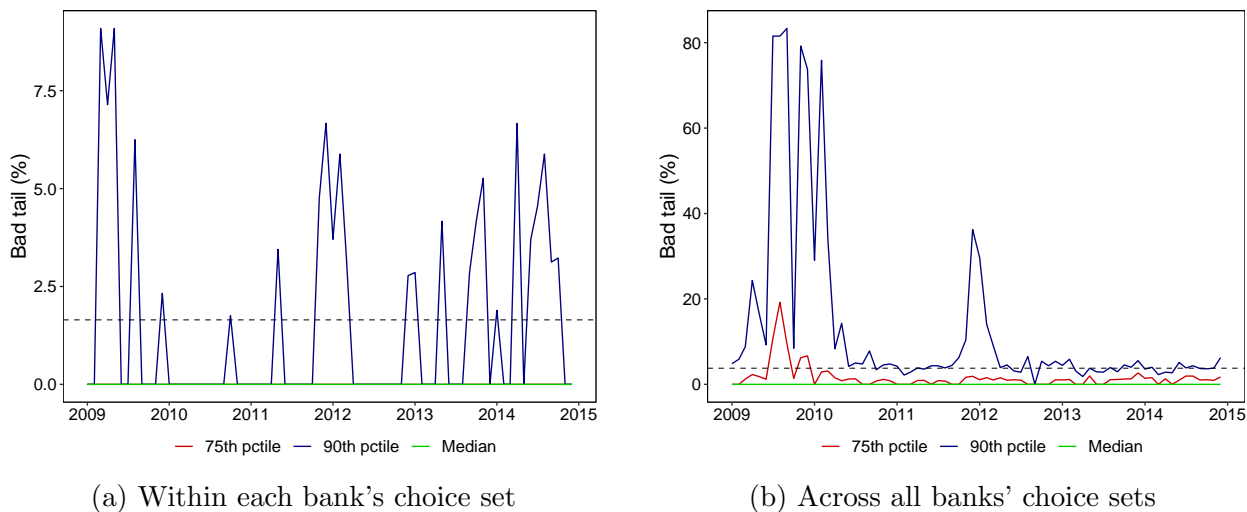 Bad tail (%)
7.5
5.0
2.5
0.0
2009 2010 2011 2012 2013 2014 2015
75th pctile 90th pctile Median
(a) Within each bank's choice set
Bad tail (%)
80
60
40
20
0
2009 2010 2011 2012 2013 2014 2015
75th pctile 90th pctile Median
(b) Across all banks' choice sets